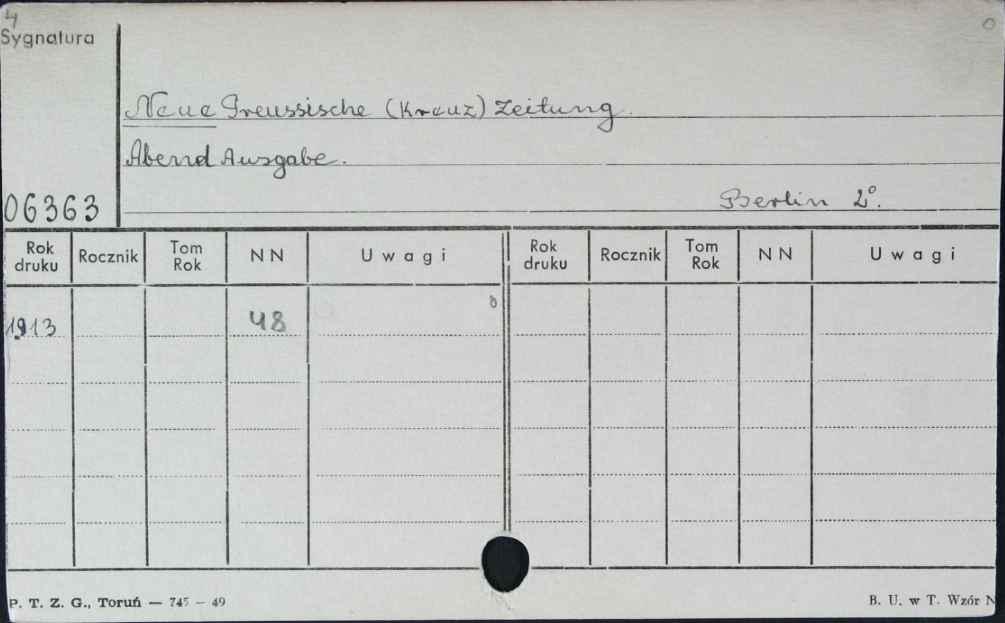 4
Sygnatura
Neue Preussische (Kreuz) Zeitung.
Abend Ausgabe.
06363
Berlin 2º.
Rok druku Rocznik Tom Rok NN Uwagi Rok druku Rocznik Tom Rok NN Uwagi
1913 48
P. T. Z. G., Toruń — 745 — 49
B. U. w T. Wzór N